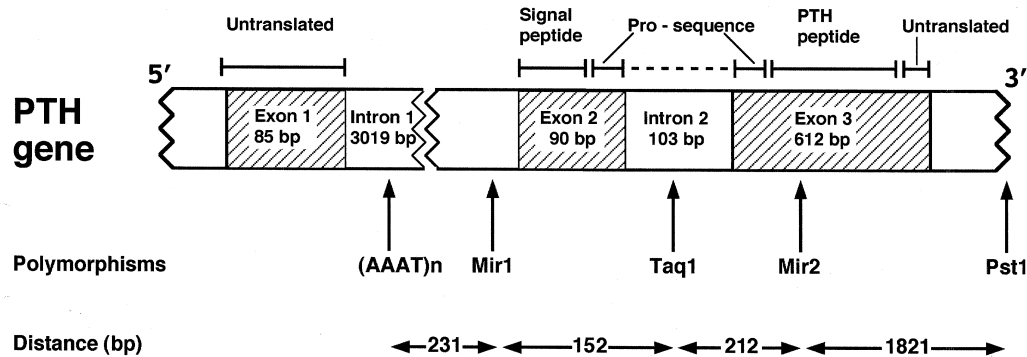 Untranslated
Signal peptide
Pro - sequence
PTH peptide
Untranslated
5′
3′
PTH gene
Exon 1
85 bp
Intron 1
3019 bp
Exon 2
90 bp
Intron 2
103 bp
Exon 3
612 bp
Polymorphisms
(AAAT)n
Mir1
Taq1
Mir2
Pst1
Distance (bp)
231
152
212
1821